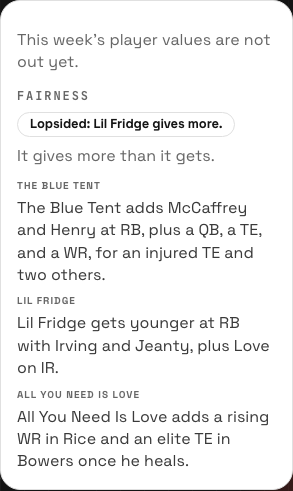 This week's player values are not
out yet.
FAIRNESS
Lopsided: Lil Fridge gives more.
It gives more than it gets.
THE BLUE TENT
The Blue Tent adds McCaffrey
and Henry at RB, plus a QB, a TE,
and a WR, for an injured TE and
two others.
LIL FRIDGE
Lil Fridge gets younger at RB
with Irving and Jeanty, plus Love
on IR.
ALL YOU NEED IS LOVE
All You Need Is Love adds a rising
WR in Rice and an elite TE in
Bowers once he heals.